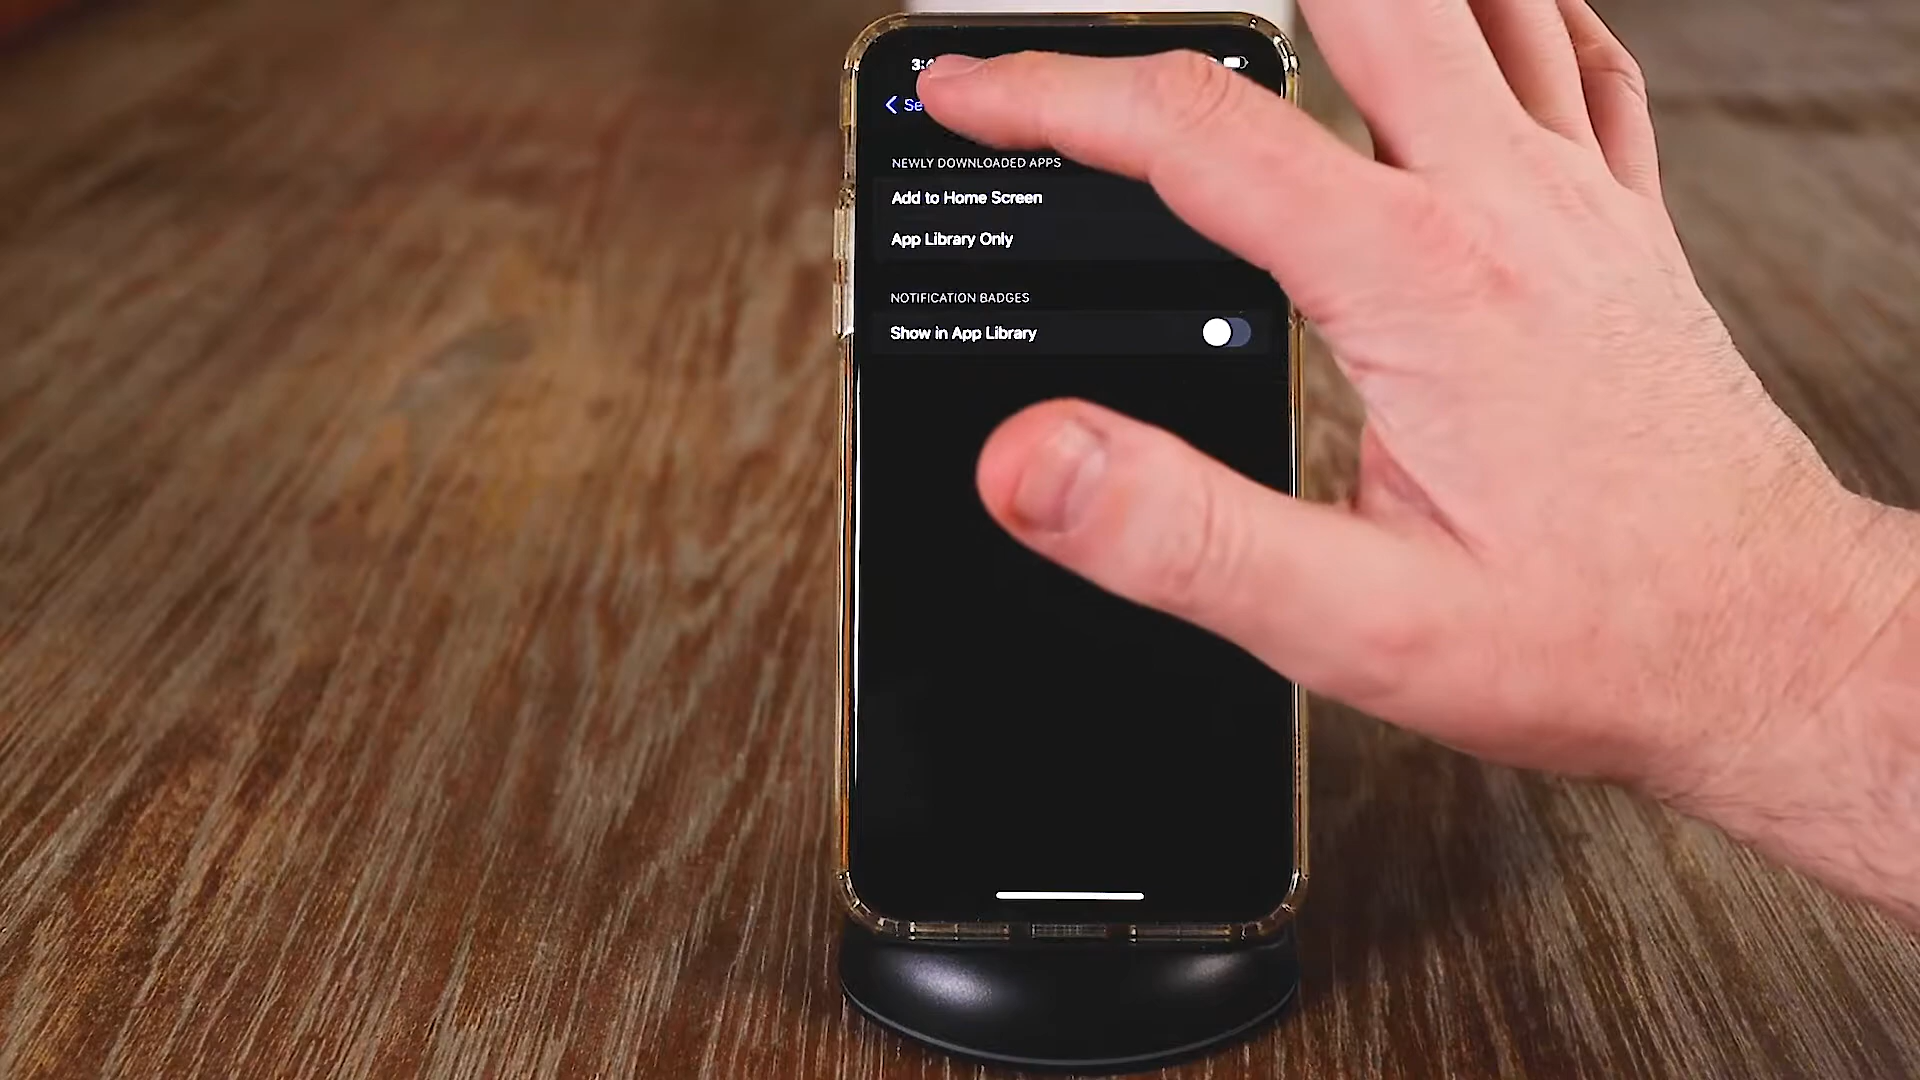 NEWLY DOWNLOADED APPS
Add to Home Screen
App Library Only
NOTIFICATION BADGES
Show in App Library